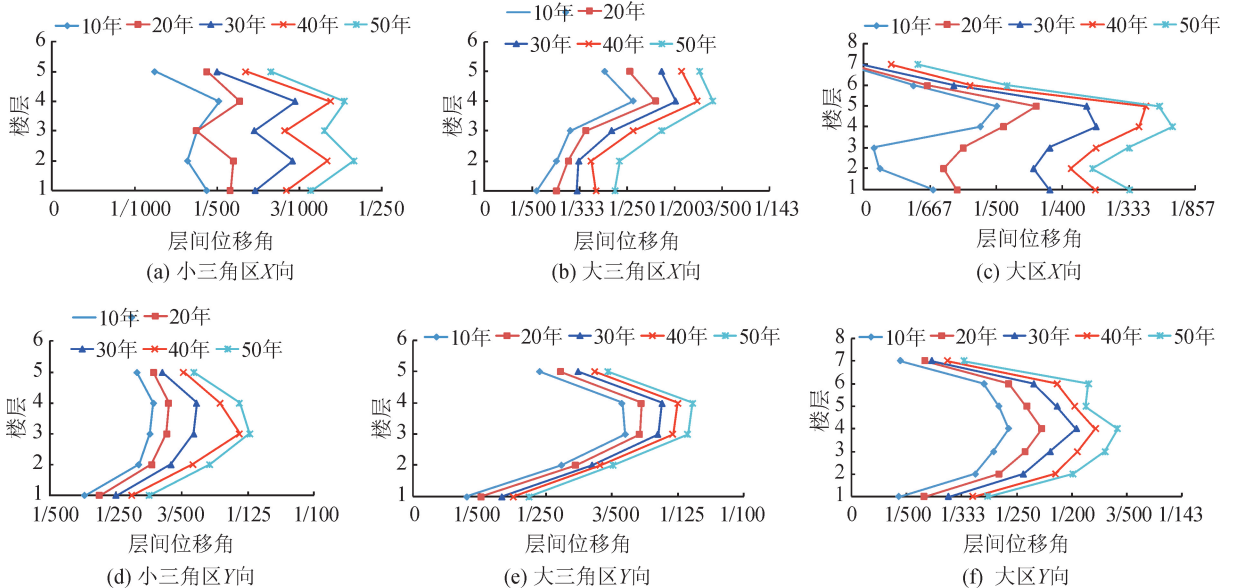 10年 20年 30年 40年 50年
6
5
4
3
2
1
楼层
0 1/1000 1/500 3/1000 1/250
层间位移角
(a) 小三角区X向
10年 20年
30年 40年 50年
6
5
4
3
2
1
楼层
0 1/500 1/333 1/250 1/200 3/500 1/143
层间位移角
(b) 大三角区X向
10年 20年 30年 40年 50年
8
7
6
5
4
3
2
1
楼层
0 1/667 1/500 1/400 1/333 1/857
层间位移角
(c) 大区X向
10年 20年
30年 40年 50年
6
5
4
3
2
1
楼层
1/500 1/250 3/500 1/125 1/100
层间位移角
(d) 小三角区Y向
10年 20年 30年 40年 50年
6
5
4
3
2
1
楼层
0 1/500 1/250 3/500 1/125 1/100
层间位移角
(e) 大三角区Y向
10年 20年 30年 40年 50年
8
7
6
5
4
3
2
1
楼层
0 1/500 1/333 1/250 1/200 3/500 1/143
层间位移角
(f) 大区Y向